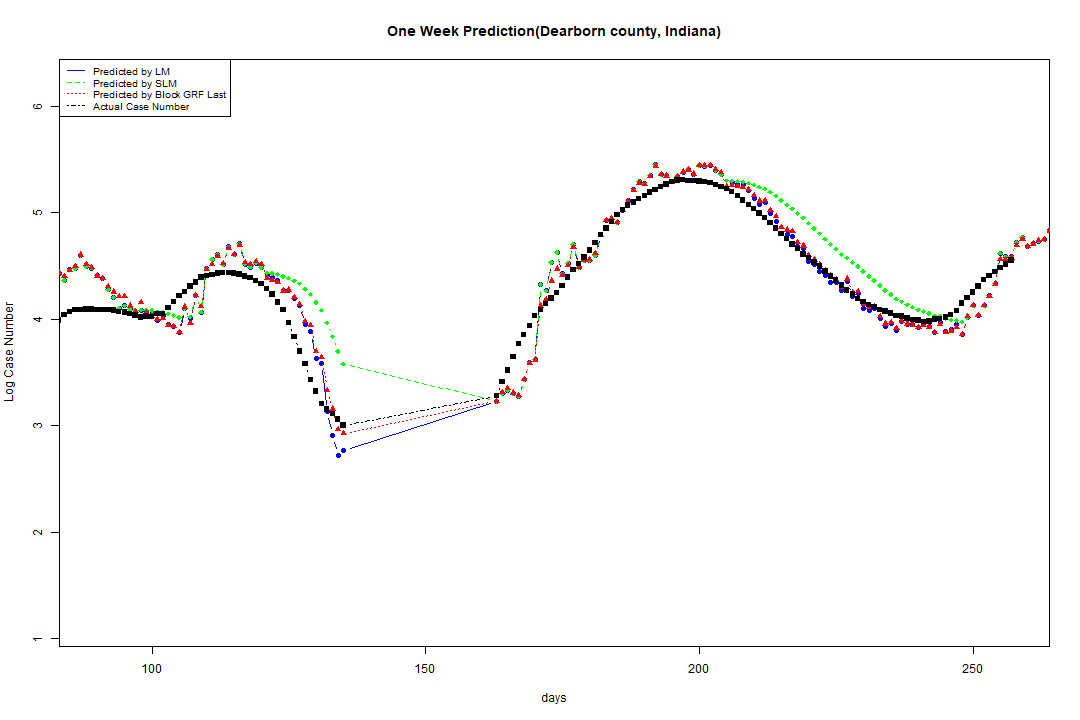 One Week Prediction(Dearborn county, Indiana)
Predicted by LM
Predicted by SLM
Predicted by Block GRF Last
Actual Case Number
6
5
4
3
2
1
Log Case Number
100 150 200 250
days